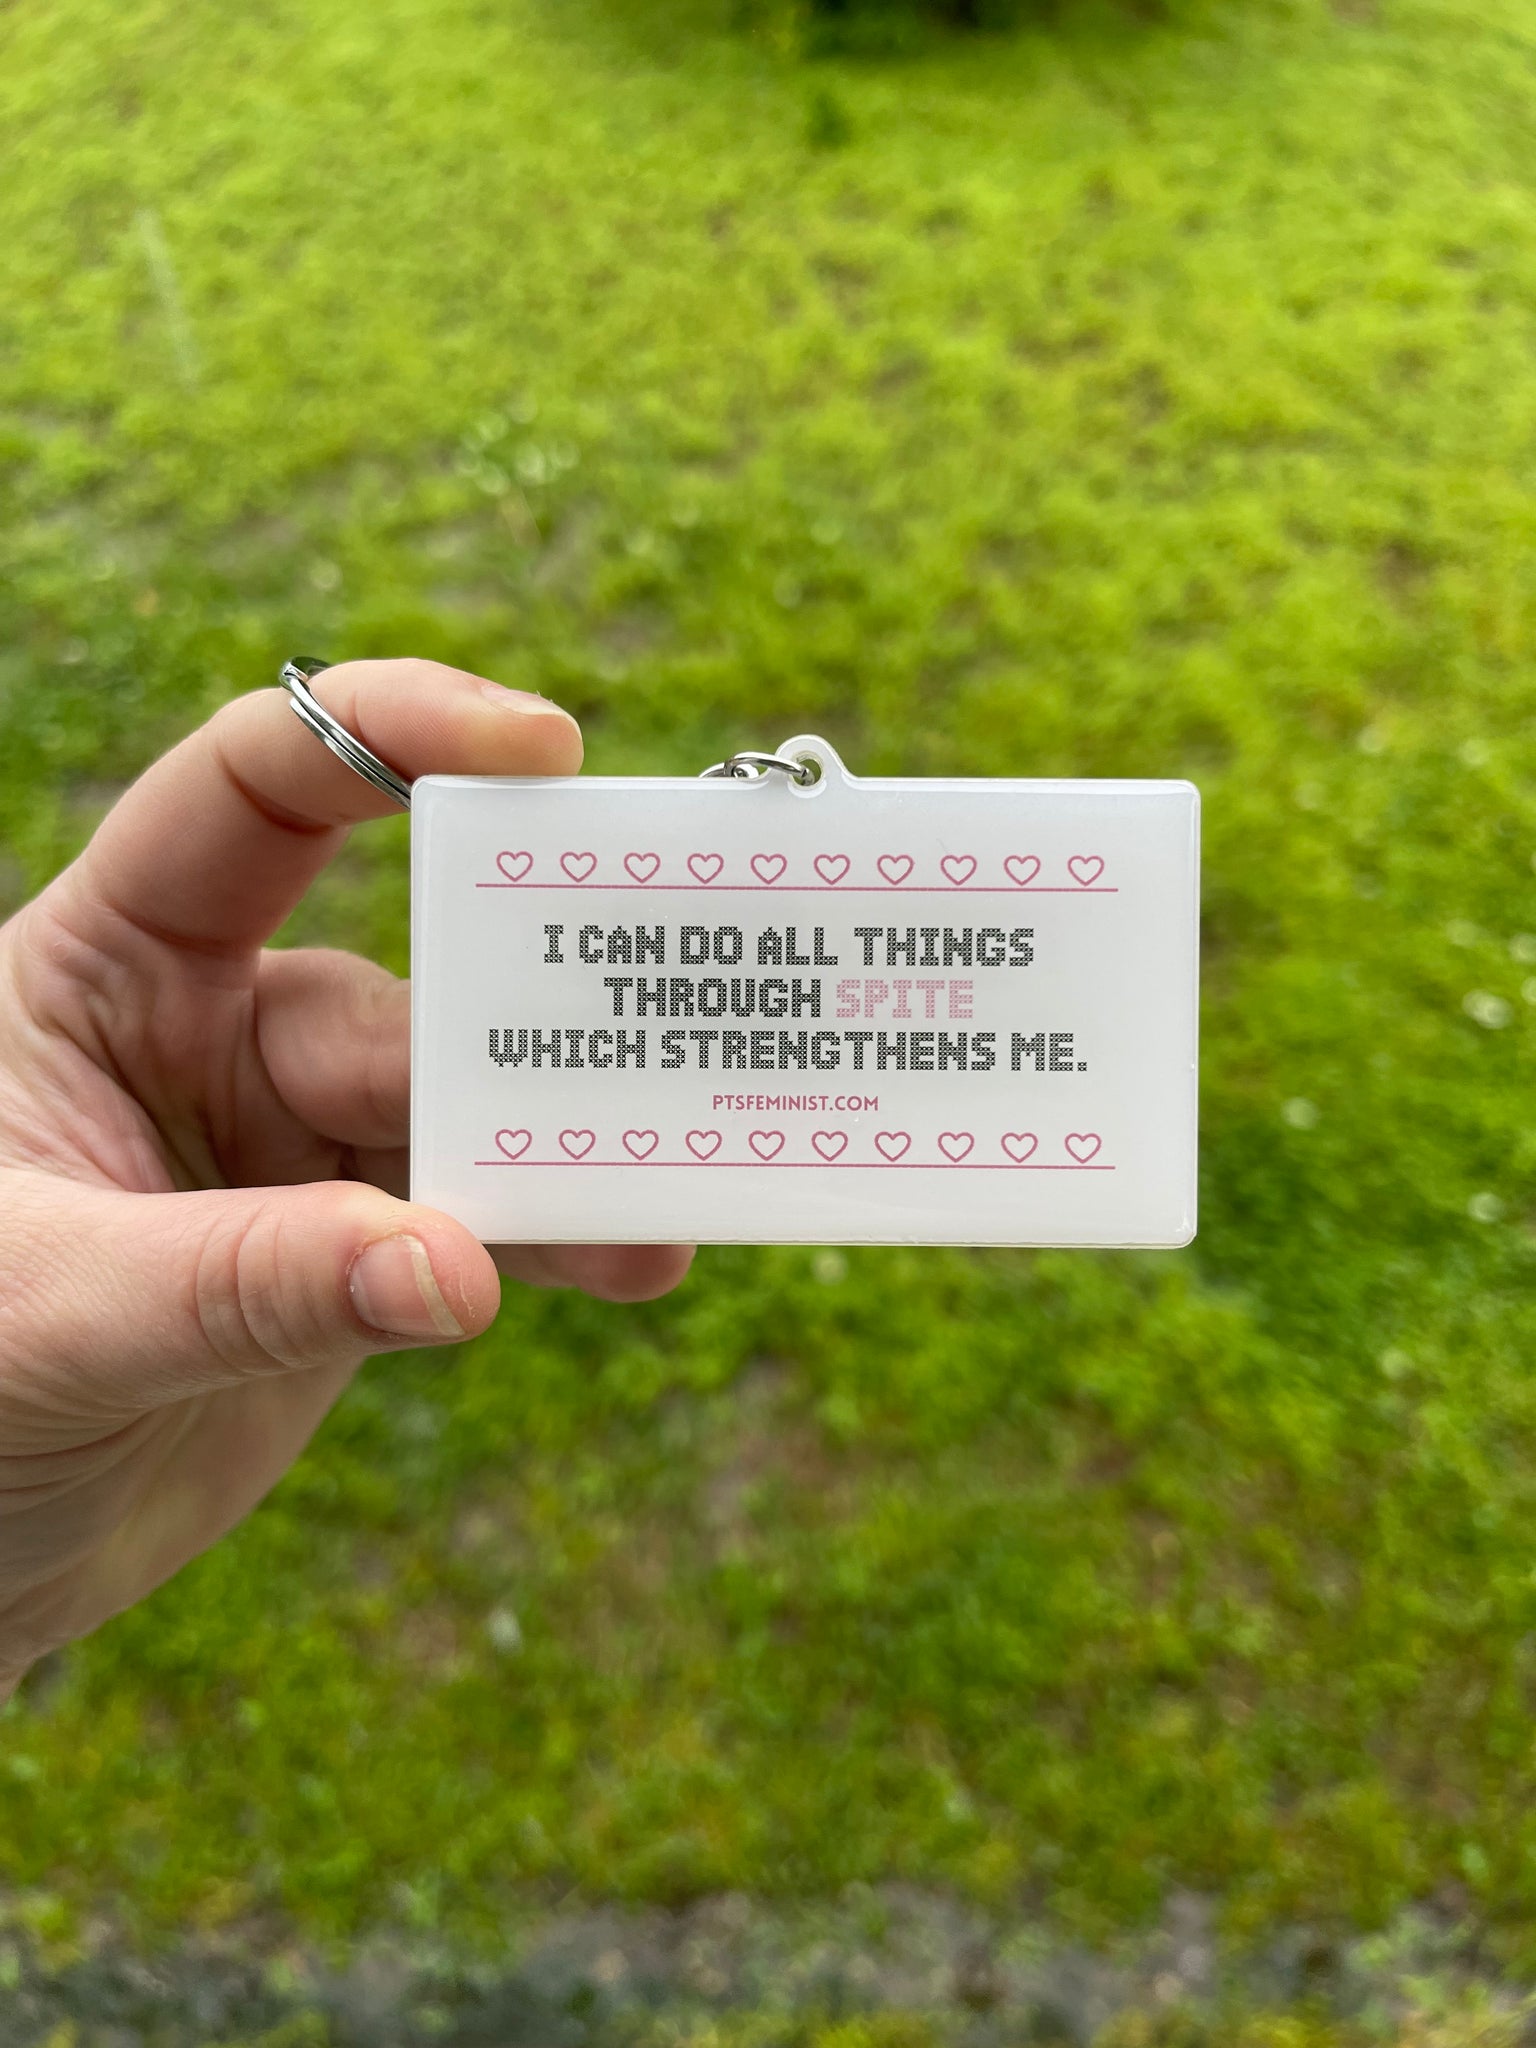 I CAN DO ALL THINGS
THROUGH SPITE
WHICH STRENGTHENS ME.
PTSFEMINIST.COM